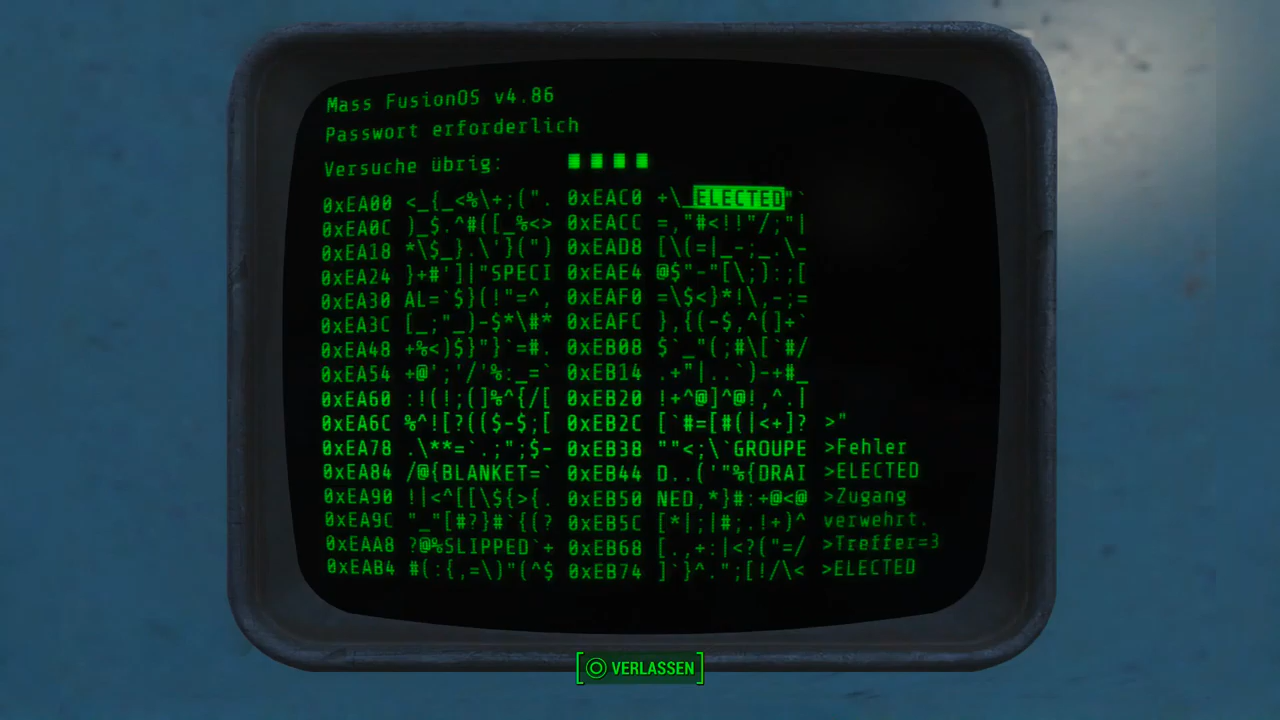 Mass FusionOS v4.86
Passwort erforderlich
Versuche übrig: ■ ■ ■ ■
0xEA00 <_{_<%\+;(". 0xEAC0 +\_ELECTED"`
0xEA0C )_$.^#([_%<> 0xEACC =,"#<!!"/;"|
0xEA18 *\$_}.\'}(") 0xEAD8 [\(=|_-;_.\-
0xEA24 }+#']|"SPECI 0xEAE4 @$"-"[\;):;[
0xEA30 AL=`$}(!"=^, 0xEAF0 =\$<}*!\,-;=
0xEA3C [_;"_)-$*\#* 0xEAFC },{(-$,^(]+`
0xEA48 +%<)$}"}`=#. 0xEB08 $`_"(;#\[`#/
0xEA54 +@';'/'%:_=` 0xEB14 .+"|..`)-+#_
0xEA60 :!(!;(]%^{/[ 0xEB20 !+^@]^@!,^.|
0xEA6C %^![?(($-$;[ 0xEB2C [`#=[#(|<+]? >"
0xEA78 .\**=`.;";$- 0xEB38 ""<;\`GROUPE >Fehler
0xEA84 /@{BLANKET=` 0xEB44 D..('"%{DRAI >ELECTED
0xEA90 !|<^[[\${>{. 0xEB50 NED,*}#:+@<@ >Zugang
0xEA9C "_"[#?}#`{(? 0xEB5C [*|;|#;.!+)^ verwehrt.
0xEAA8 ?@%SLIPPED`+ 0xEB68 [.,+:|<?("=/ >Treffer=3
0xEAB4 #(:{,=\)"(^$ 0xEB74 ]`}^.";[!/\< >ELECTED
VERLASSEN